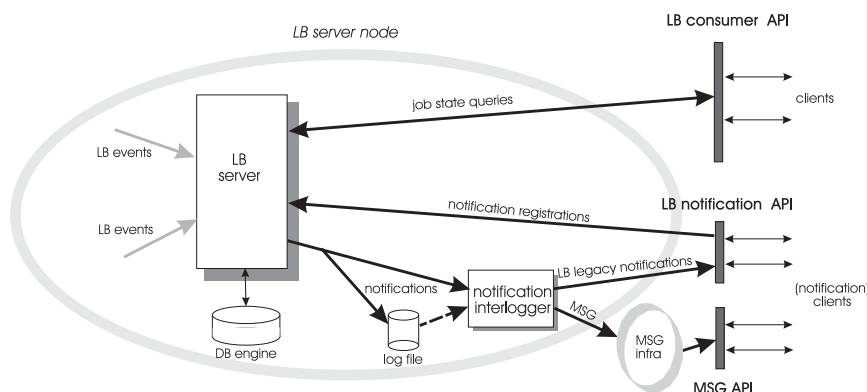 LB consumer API
LB server node
job state queries
clients
LB events
LB
server
notification registrations
LB notification API
LB events
LB legacy notifications
notifications
notification
interlogger
(notification)
clients
MSG
DB engine
log file
MSG
infra
MSG API